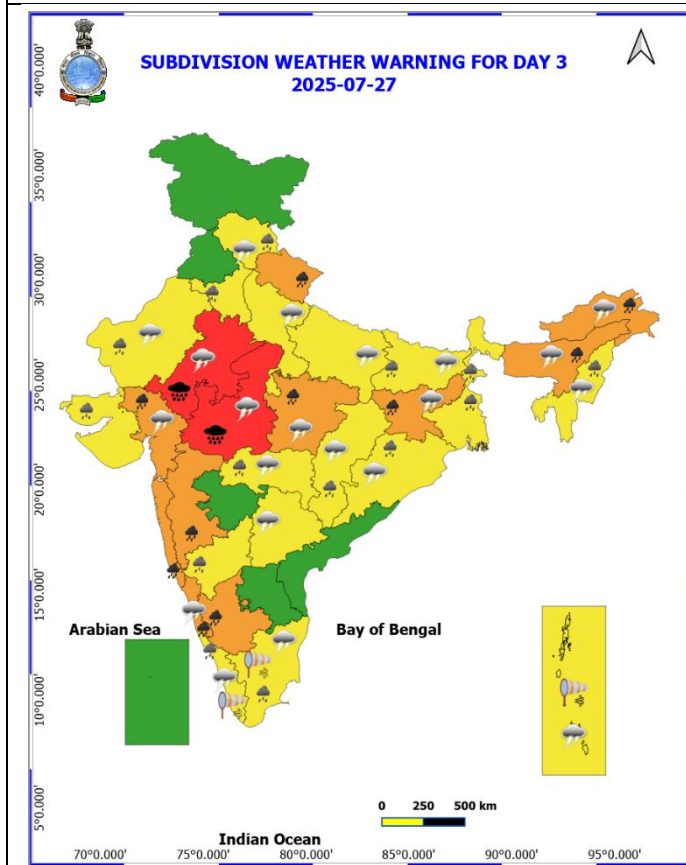 SUBDIVISION WEATHER WARNING FOR DAY 3
2025-07-27
40°0.000'
35°0.000'
30°0.000'
25°0.000'
20°0.000'
15°0.000'
10°0.000'
5°0.000'
Arabian Sea
Bay of Bengal
0 250 500 km
Indian Ocean
70°0.000' 75°0.000' 80°0.000' 85°0.000' 90°0.000' 95°0.000'